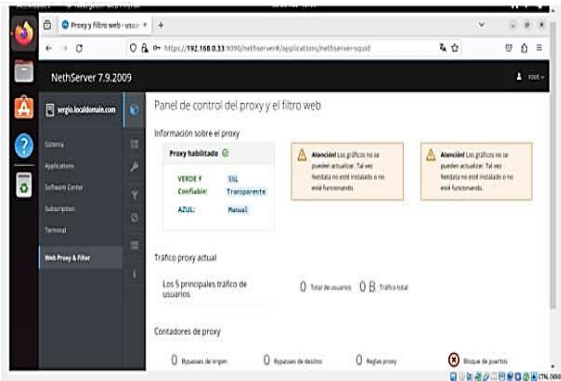 Proxy y filtro web - user
https://192.168.0.33:9090/nethserver#/applications/nethserver-squid
NethServer 7.9.2009
root
sergio.localdomain.com
Sistema
Applications
Software Center
Subscription
Terminal
Web Proxy & Filter
Panel de control del proxy y el filtro web
Información sobre el proxy
Proxy habilitado
VERDE Y Confiable:
SSL Transparente
AZUL:
Manual
Atención! Los gráficos no se
pueden actualizar. Tal vez
Netdata no esté instalado o no
esté funcionando.
Atención! Los gráficos no se
pueden actualizar. Tal vez
Netdata no esté instalado o no
esté funcionando.
Tráfico proxy actual
Los 5 principales tráfico de
usuarios
0 Total de usuarios
0 B Tráfico total
Contadores de proxy
0 Bypasses de origen
0 Bypasses de destino
0 Reglas proxy
Bloque de puertos